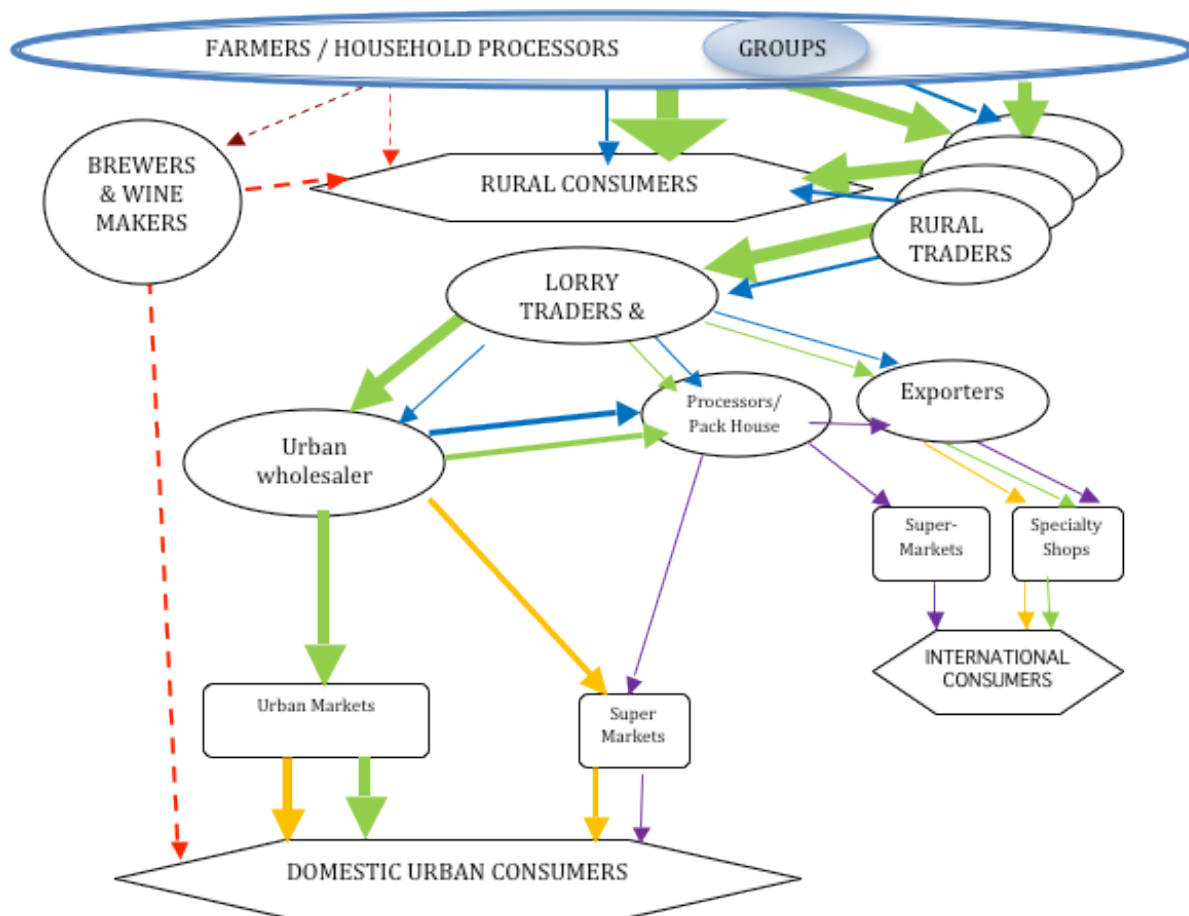 FARMERS / HOUSEHOLD PROCESSORS
GROUPS
BREWERS
& WINE
MAKERS
RURAL CONSUMERS
RURAL
TRADERS
LORRY
TRADERS &
Processors/
Pack House
Exporters
Urban
wholesaler
Super-
Markets
Specialty
Shops
INTERNATIONAL
CONSUMERS
Urban Markets
Super
Markets
DOMESTIC URBAN CONSUMERS